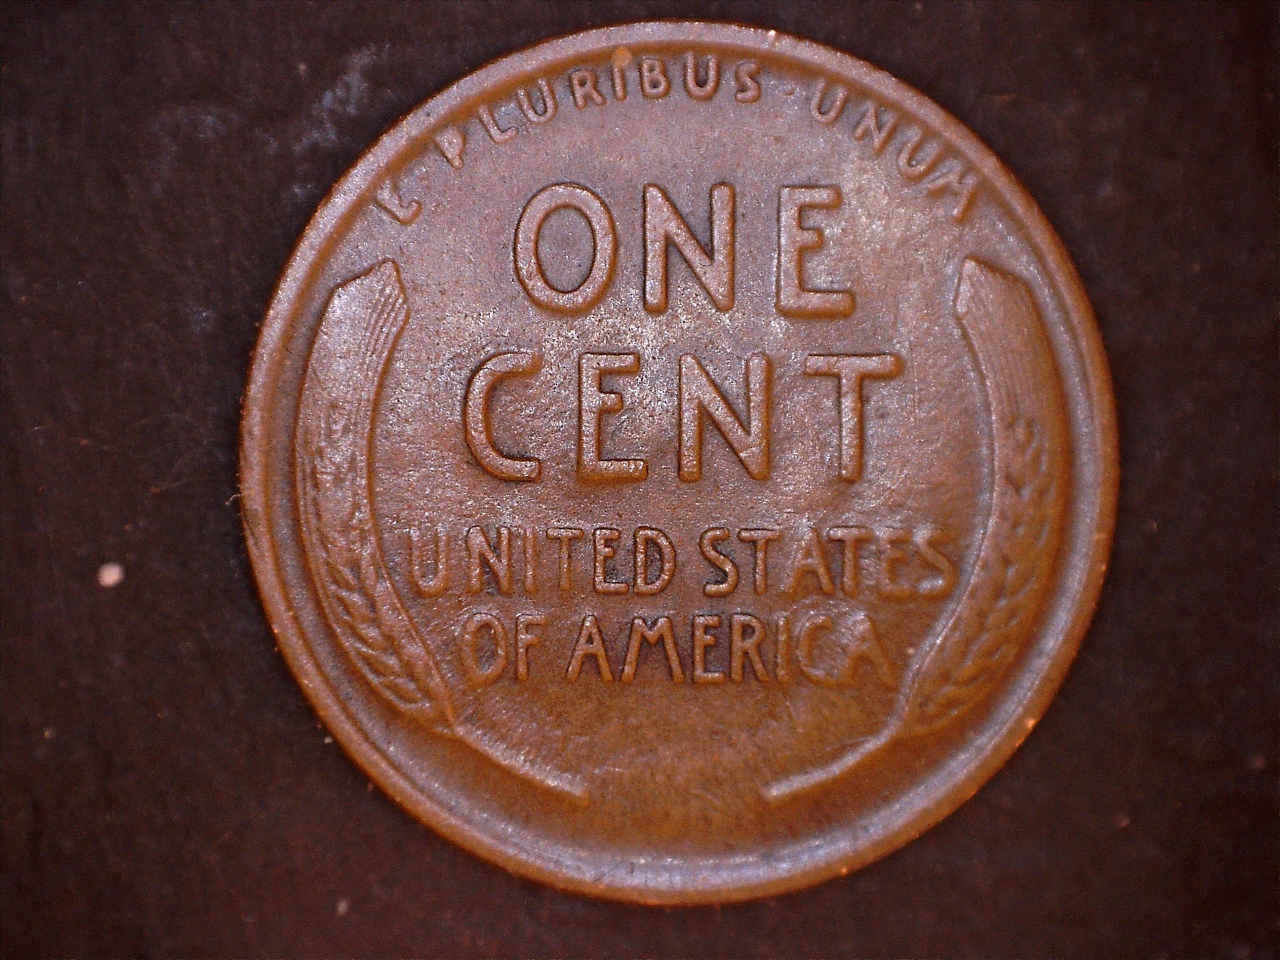 E · PLURIBUS · UNUM
ONE
CENT
UNITED STATES
OF AMERICA